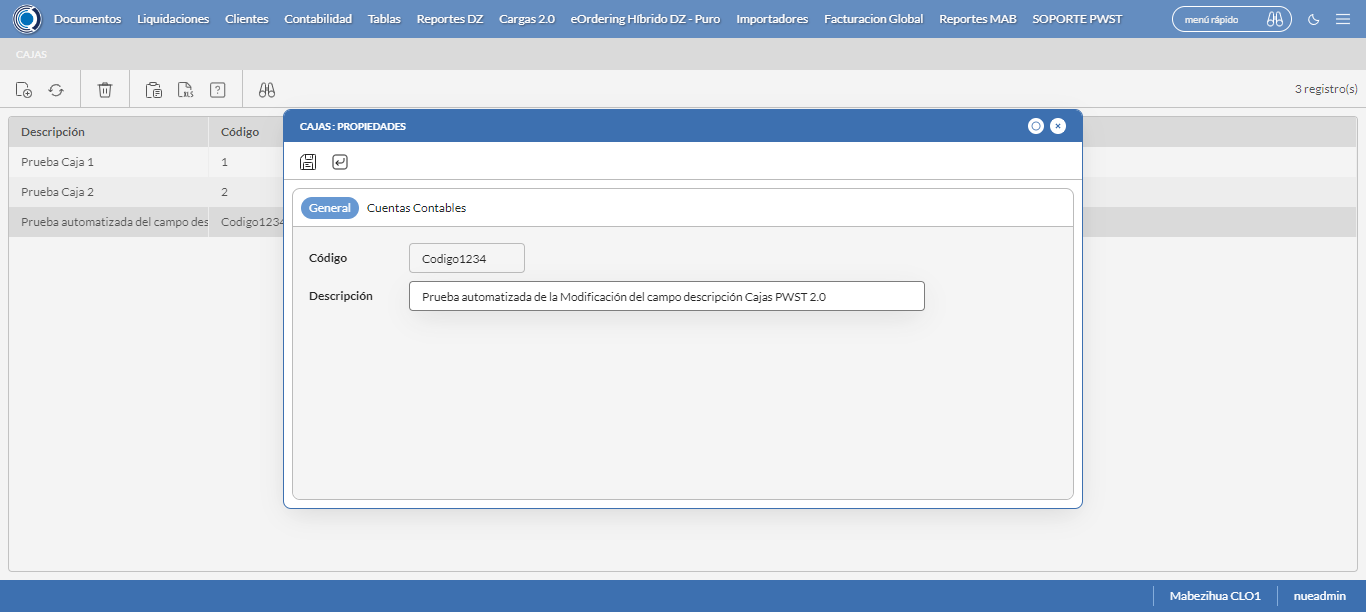 Documentos Liquidaciones Clientes Contabilidad Tablas Reportes DZ Cargas 2.0 eOrdering Híbrido DZ - Puro Importadores Facturacion Global Reportes MAB SOPORTE PWST menú rápido
CAJAS
XLS ? 3 registro(s)
Descripción Código
Prueba Caja 1 1
Prueba Caja 2 2
Prueba automatizada del campo des Codigo1234
CAJAS : PROPIEDADES
General Cuentas Contables
Código Codigo1234
Descripción Prueba automatizada de la Modificación del campo descripción Cajas PWST 2.0
Mabezihua CLO1 nueadmin